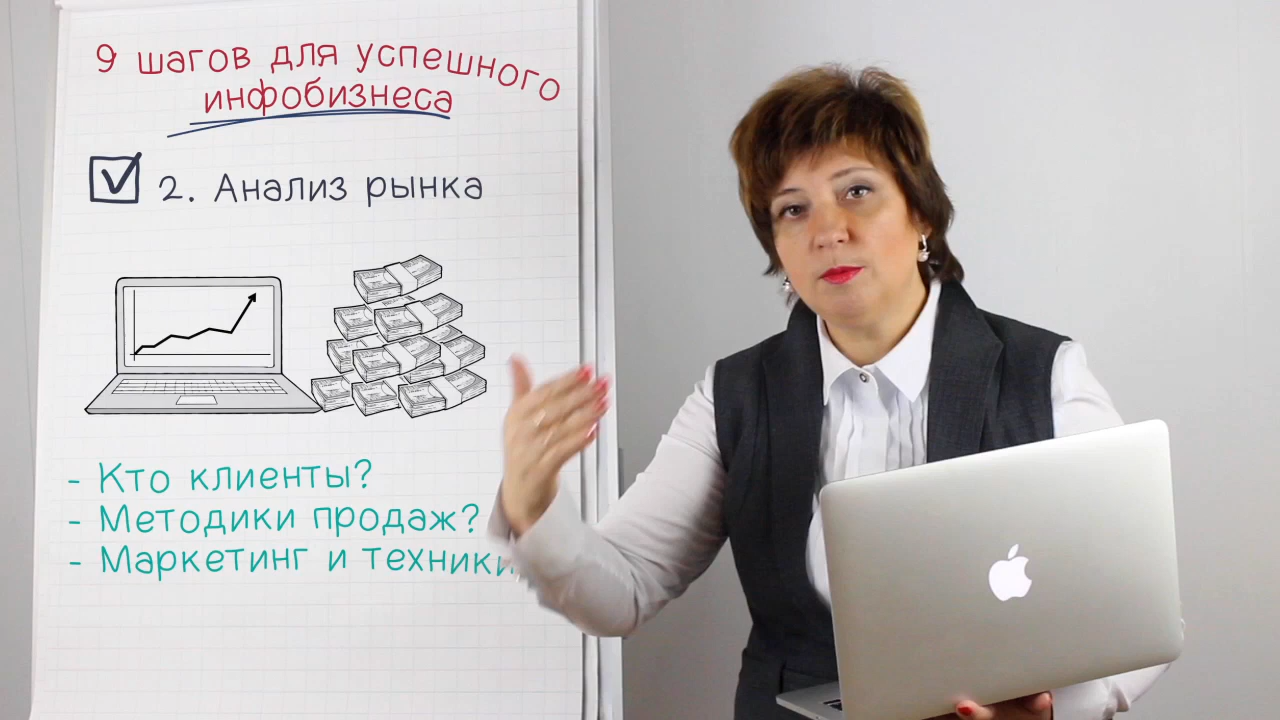 9 шагов для успешного
инфобизнеса
2. Анализ рынка
- Кто клиенты?
- Методики продаж?
- Маркетинг и техники